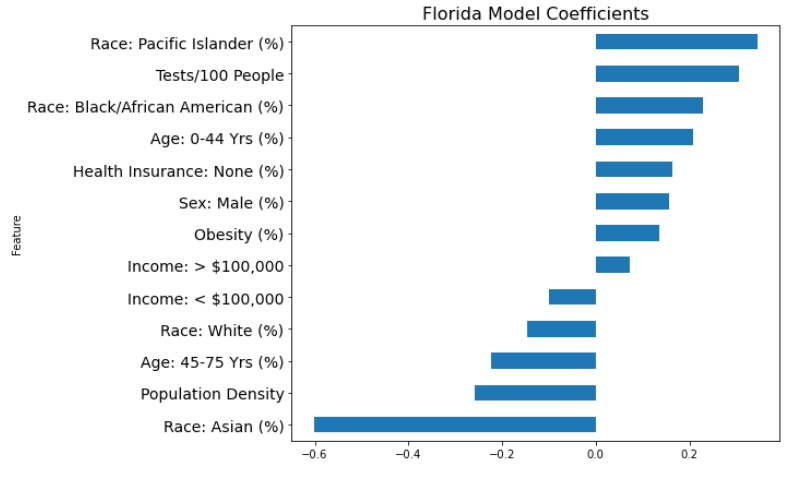 Florida Model Coefficients
Race: Pacific Islander (%)
Tests/100 People
Race: Black/African American (%)
Age: 0-44 Yrs (%)
Health Insurance: None (%)
Sex: Male (%)
Obesity (%)
Income: > $100,000
Income: < $100,000
Race: White (%)
Age: 45-75 Yrs (%)
Population Density
Race: Asian (%)
Feature
−0.6 −0.4 −0.2 0.0 0.2